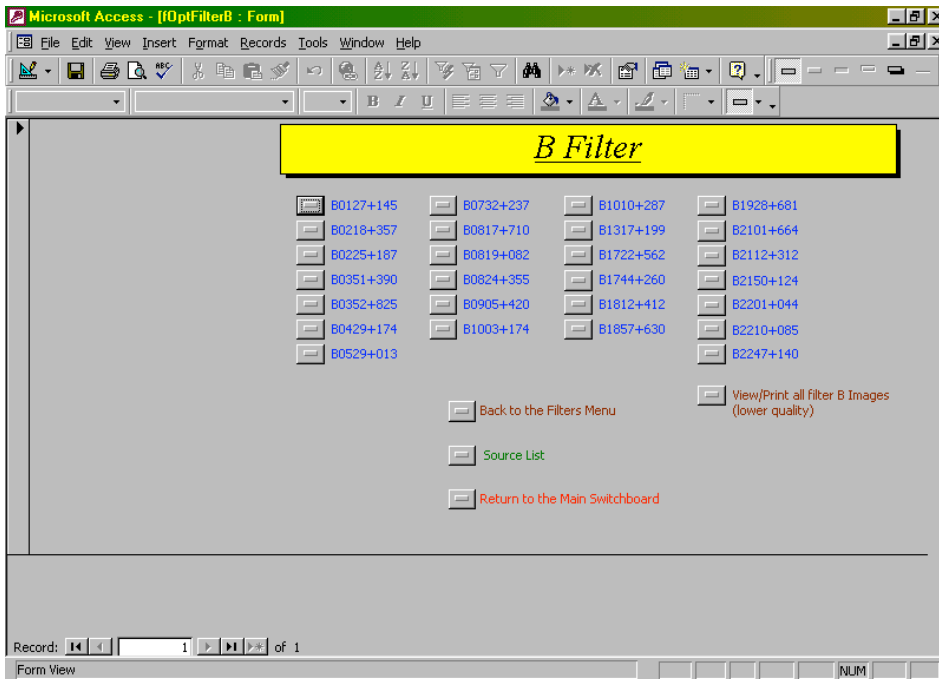 Microsoft Access - [fOptFilterB : Form]
File Edit View Insert Format Records Tools Window Help
ABC
A Z Z A
W
?
B I U A
B Filter
B0127+145 B0732+237 B1010+287 B1928+681
B0218+357 B0817+710 B1317+199 B2101+664
B0225+187 B0819+082 B1722+562 B2112+312
B0351+390 B0824+355 B1744+260 B2150+124
B0352+825 B0905+420 B1812+412 B2201+044
B0429+174 B1003+174 B1857+630 B2210+085
B0529+013 B2247+140
View/Print all filter B Images
(lower quality)
Back to the Filters Menu
Source List
Return to the Main Switchboard
Record: 1 of 1
Form View NUM